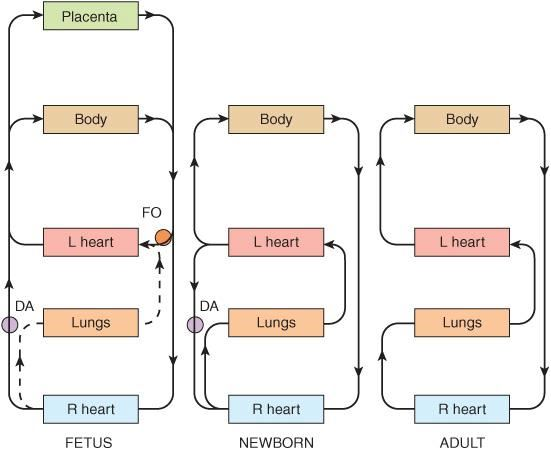 Placenta
Body
FO
L heart
DA
Lungs
R heart
FETUS
Body
L heart
DA
Lungs
R heart
NEWBORN
Body
L heart
Lungs
R heart
ADULT